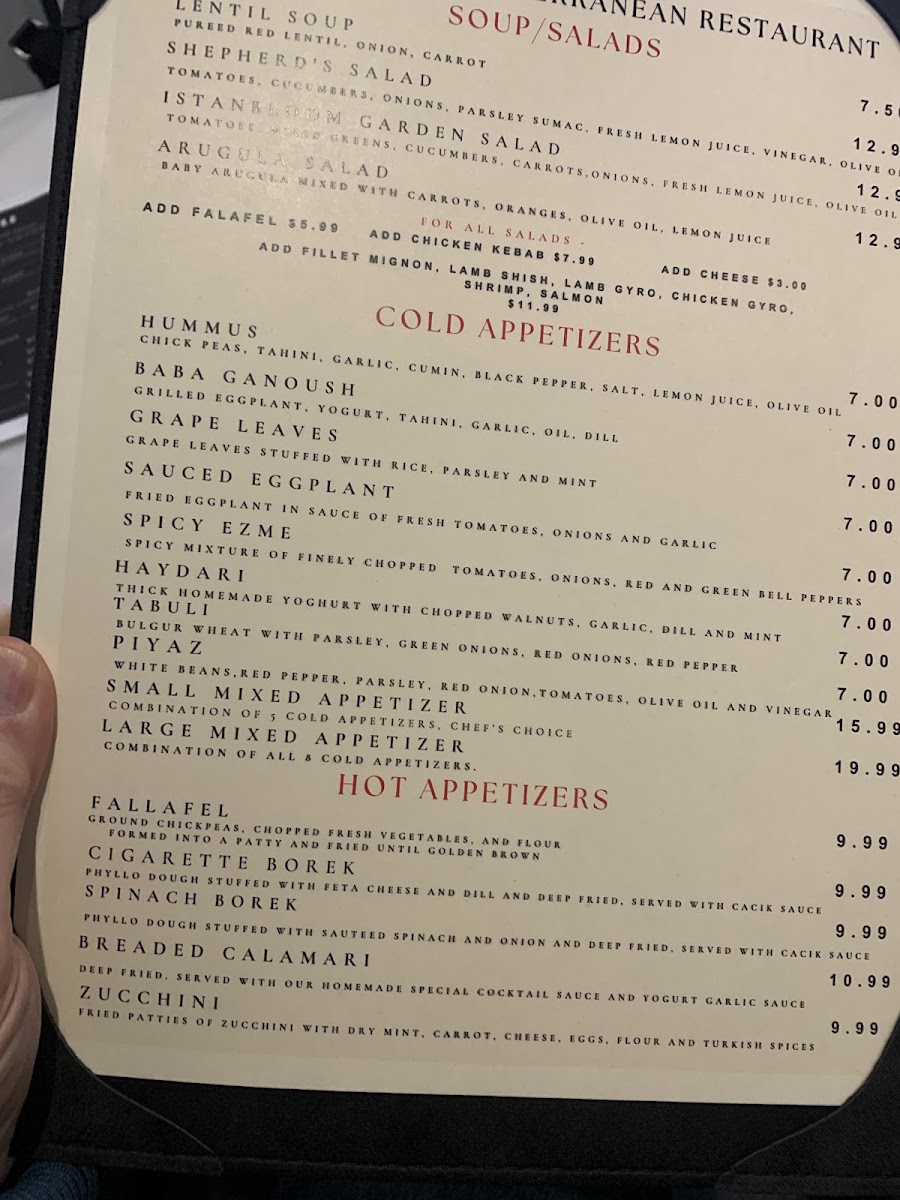 RESTAURANT
SOUP/SALADS
LENTIL SOUP
PUREED RED LENTIL, ONION, CARROT
7.5
SHEPHERD'S SALAD
TOMATOES, CUCUMBERS, ONIONS, PARSLEY SUMAC, FRESH LEMON JUICE, VINEGAR, OLIVE
12.9
ISTANBLOOM GARDEN SALAD
TOMATOES, MIXED GREENS, CUCUMBERS, CARROTS,ONIONS, FRESH LEMON JUICE, OLIVE OIL
12.9
ARUGULA SALAD
BABY ARUGULA MIXED WITH CARROTS, ORANGES, OLIVE OIL, LEMON JUICE
12.9
FOR ALL SALADS -
ADD FALAFEL $5.99 ADD CHICKEN KEBAB $7.99 ADD CHEESE $3.00
ADD FILLET MIGNON, LAMB SHISH, LAMB GYRO, CHICKEN GYRO,
SHRIMP, SALMON
$11.99
COLD APPETIZERS
HUMMUS
CHICK PEAS, TAHINI, GARLIC, CUMIN, BLACK PEPPER, SALT, LEMON JUICE, OLIVE OIL
7.00
BABA GANOUSH
GRILLED EGGPLANT, YOGURT, TAHINI, GARLIC, OIL, DILL
7.00
GRAPE LEAVES
GRAPE LEAVES STUFFED WITH RICE, PARSLEY AND MINT
7.00
SAUCED EGGPLANT
FRIED EGGPLANT IN SAUCE OF FRESH TOMATOES, ONIONS AND GARLIC
7.00
SPICY EZME
SPICY MIXTURE OF FINELY CHOPPED TOMATOES, ONIONS, RED AND GREEN BELL PEPPERS
7.00
HAYDARI
THICK HOMEMADE YOGHURT WITH CHOPPED WALNUTS, GARLIC, DILL AND MINT
7.00
TABULI
BULGUR WHEAT WITH PARSLEY, GREEN ONIONS, RED ONIONS, RED PEPPER
7.00
PIYAZ
WHITE BEANS,RED PEPPER, PARSLEY, RED ONION,TOMATOES, OLIVE OIL AND VINEGAR
7.00
SMALL MIXED APPETIZER
COMBINATION OF 5 COLD APPETIZERS, CHEF'S CHOICE
15.99
LARGE MIXED APPETIZER
COMBINATION OF ALL 8 COLD APPETIZERS.
19.99
HOT APPETIZERS
FALLAFEL
GROUND CHICKPEAS, CHOPPED FRESH VEGETABLES, AND FLOUR
FORMED INTO A PATTY AND FRIED UNTIL GOLDEN BROWN
9.99
CIGARETTE BOREK
PHYLLO DOUGH STUFFED WITH FETA CHEESE AND DILL AND DEEP FRIED, SERVED WITH CACIK SAUCE
9.99
SPINACH BOREK
PHYLLO DOUGH STUFFED WITH SAUTEED SPINACH AND ONION AND DEEP FRIED, SERVED WITH CACIK SAUCE
9.99
BREADED CALAMARI
DEEP FRIED, SERVED WITH OUR HOMEMADE SPECIAL COCKTAIL SAUCE AND YOGURT GARLIC SAUCE
10.99
ZUCCHINI
FRIED PATTIES OF ZUCCHINI WITH DRY MINT, CARROT, CHEESE, EGGS, FLOUR AND TURKISH SPICES
9.99